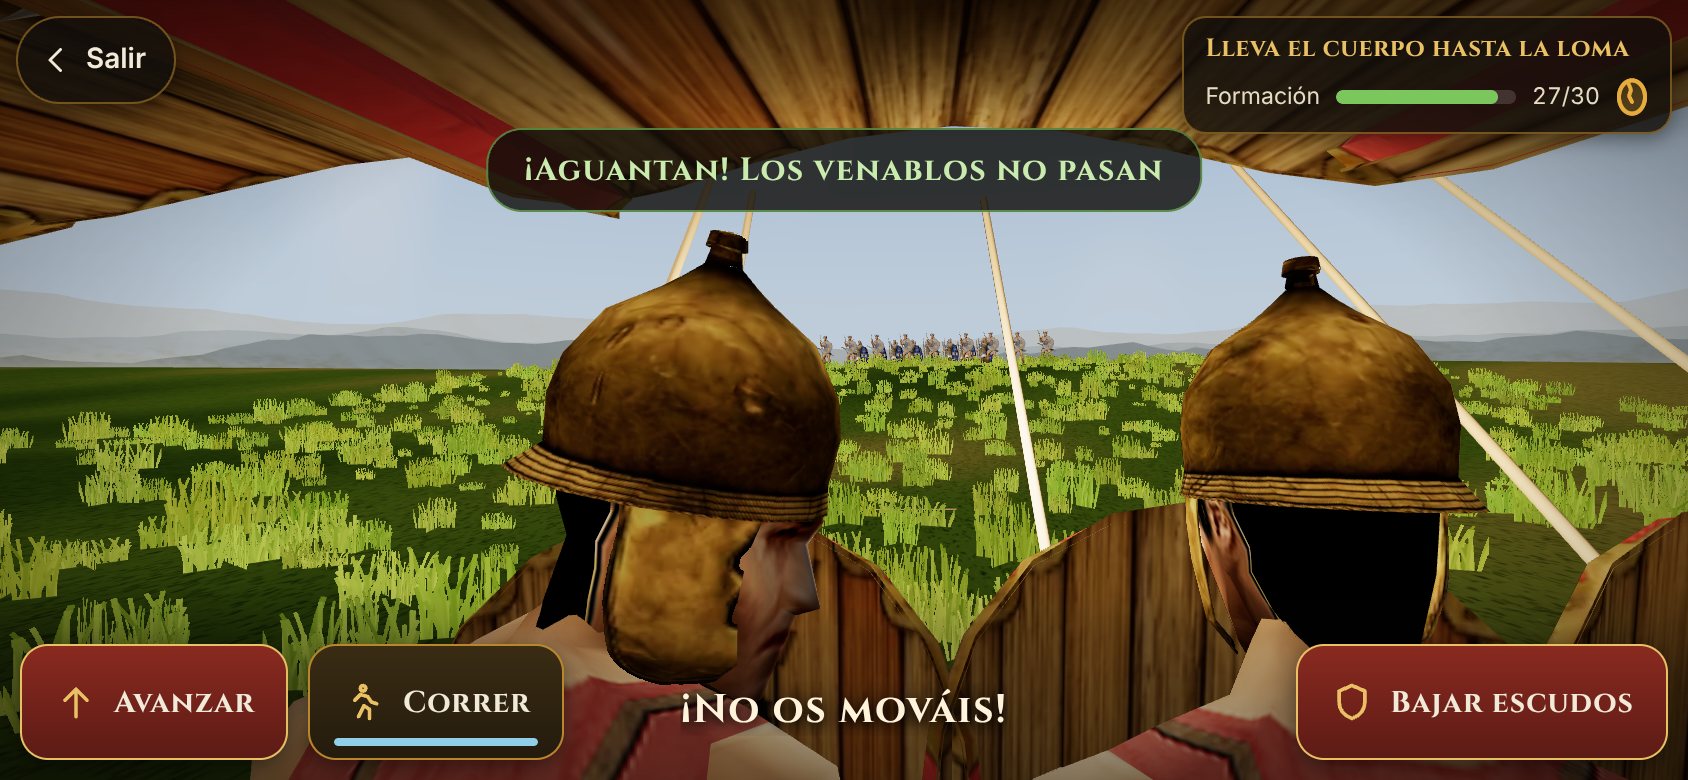 Salir
Lleva el cuerpo hasta la loma
Formación 27/30
¡Aguantan! Los venablos no pasan
¡No os mováis!
Avanzar
Correr
Bajar escudos